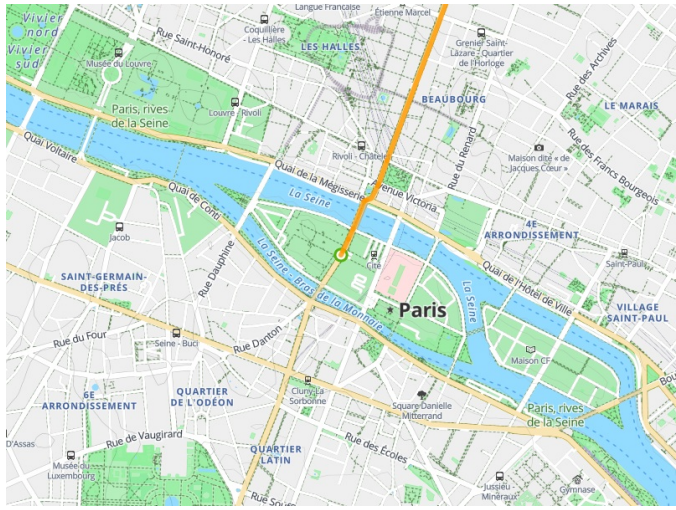 Langue Française
Étienne Marcel
Vivier
nord
Vivier
sud
Rue Saint-Honoré
Coquillière
- Les Halles
LES HALLES
Grenier Saint-
Lazare - Quartier
de l'Horloge
Rue des Archives
Musée du Louvre
BEAUBOURG
LE MARAIS
Paris, rives
de la Seine
Louvre - Rivoli
Rue du Renard
Rue des Francs Bourgeois
Quai Voltaire
Rivoli - Châtelet
Maison dite « de
Jacques Cœur »
Quai de la Mégisserie
Avenue Victoria
Quai de Conti
La Seine
4E
ARRONDISSEMENT
Jacob
Rue Dauphine
Cité
Saint-Paul
SAINT-GERMAIN-
DES-PRÉS
La Seine - Bras de la Monnaie
La Seine
Quai de l'Hôtel de Ville
Paris
VILLAGE
SAINT-PAUL
Rue du Four
Seine - Buci
Rue Danton
Maison CF
6E
ARRONDISSEMENT
QUARTIER
DE L'ODÉON
Cluny-La
Sorbonne
Square Danielle
Mitterrand
Paris, rives
de la Seine
Bou
D'Assas
Rue de Vaugirard
Rue des Écoles
QUARTIER
LATIN
Musée du
Luxembourg
Jussieu -
Minéraux
Gymnase
Rue Souf